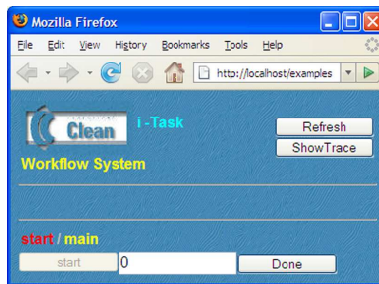 Mozilla Firefox
File Edit View History Bookmarks Tools Help
http://localhost/examples
Clean i -Task
Refresh
ShowTrace
Workflow System
start / main
start 0 Done